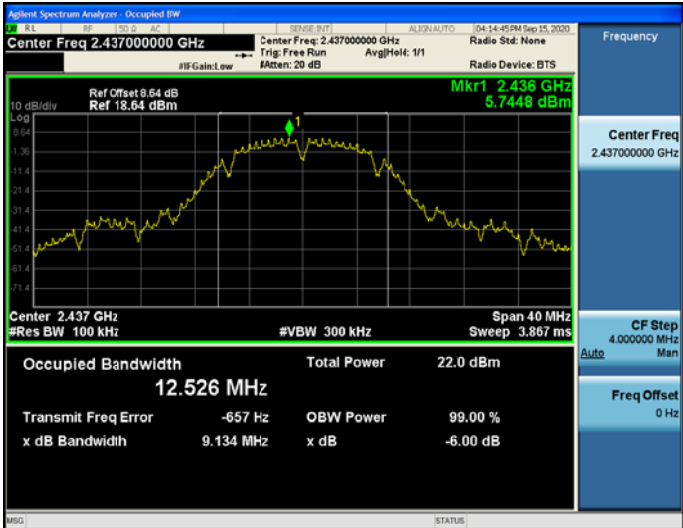 Agilent Spectrum Analyzer - Occupied BW
RL RF 50 Ω AC SENSE:INT ALIGN AUTO 04:14:45 PM Sep 15, 2020
Center Freq 2.437000000 GHz
Center Freq: 2.437000000 GHz
Radio Std: None
Trig: Free Run
Avg|Hold: 1/1
#IFGain:Low
#Atten: 20 dB
Radio Device: BTS
Ref Offset 8.64 dB
Mkr1 2.436 GHz
10 dB/div
Ref 18.64 dBm
5.7448 dBm
Log
1
8.64
-1.36
-11.4
-21.4
-31.4
-41.4
-51.4
-61.4
-71.4
Center 2.437 GHz
Span 40 MHz
#Res BW 100 kHz
#VBW 300 kHz
Sweep 3.867 ms
Occupied Bandwidth
Total Power
22.0 dBm
12.526 MHz
Transmit Freq Error
-657 Hz
OBW Power
99.00 %
x dB Bandwidth
9.134 MHz
x dB
-6.00 dB
MSG
STATUS
Frequency
Center Freq
2.437000000 GHz
CF Step
4.000000 MHz
Auto Man
Freq Offset
0 Hz